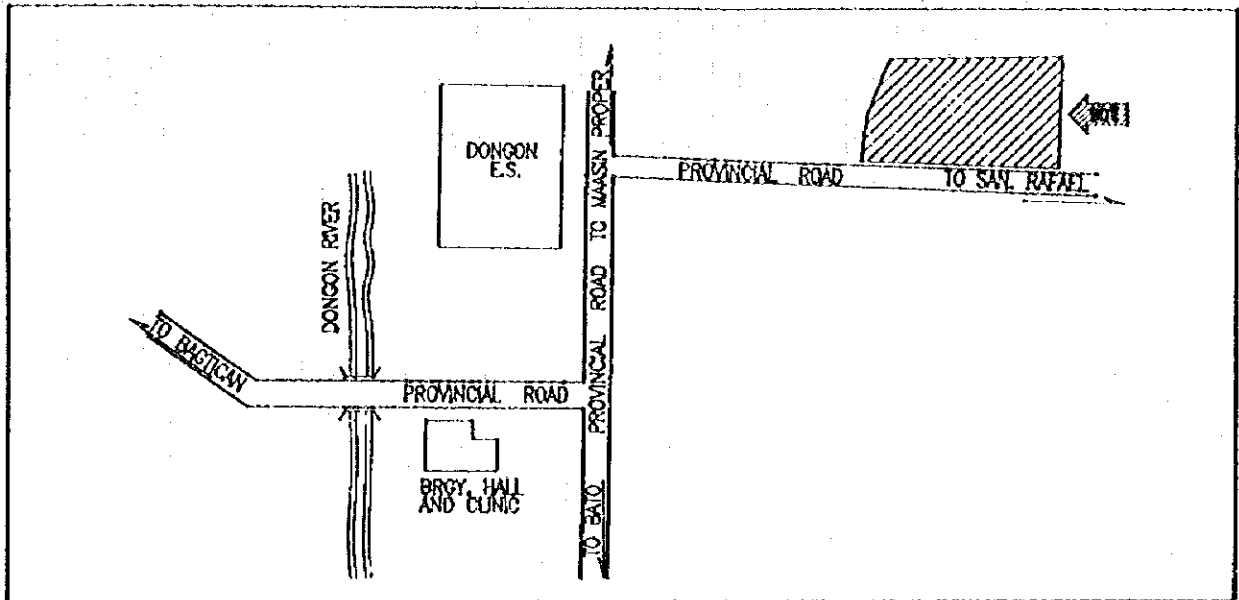 DONGON
E.S.
PROVINCIAL ROAD TO MAASN PROPER
PROVINCIAL ROAD
TO SAN. RAFAEL
DONGON RIVER
TO BAGTICAN
PROVINCIAL ROAD
BRGY. HALL
AND CLINIC
TO BATO